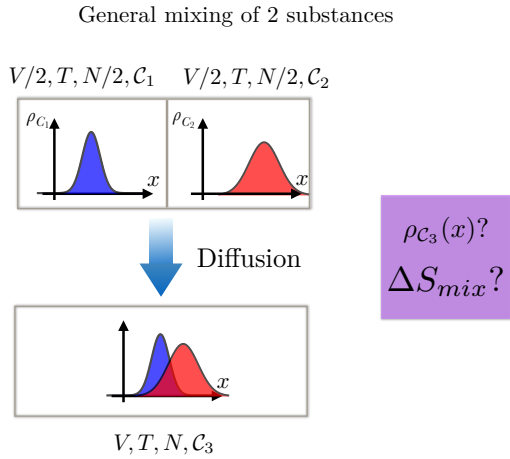 General mixing of 2 substances
V/2, T, N/2, C₁ V/2, T, N/2, C₂
ρ_{C₁} x ρ_{C₂} x
Diffusion
x
V, T, N, C₃
ρ_{C₃}(x)?
ΔS_{mix}?